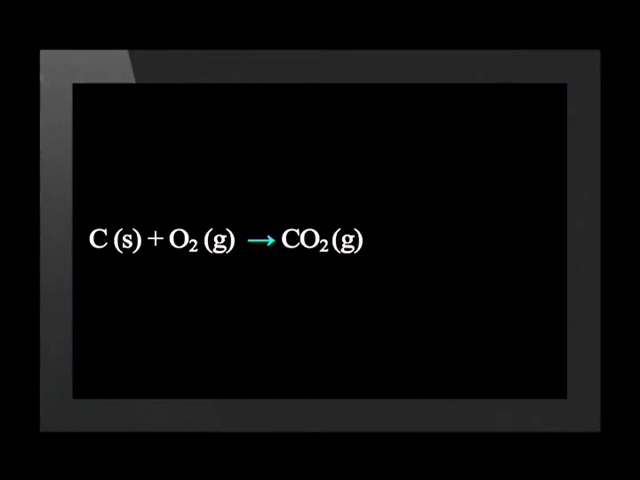 C (s) + O₂ (g) → CO₂ (g)